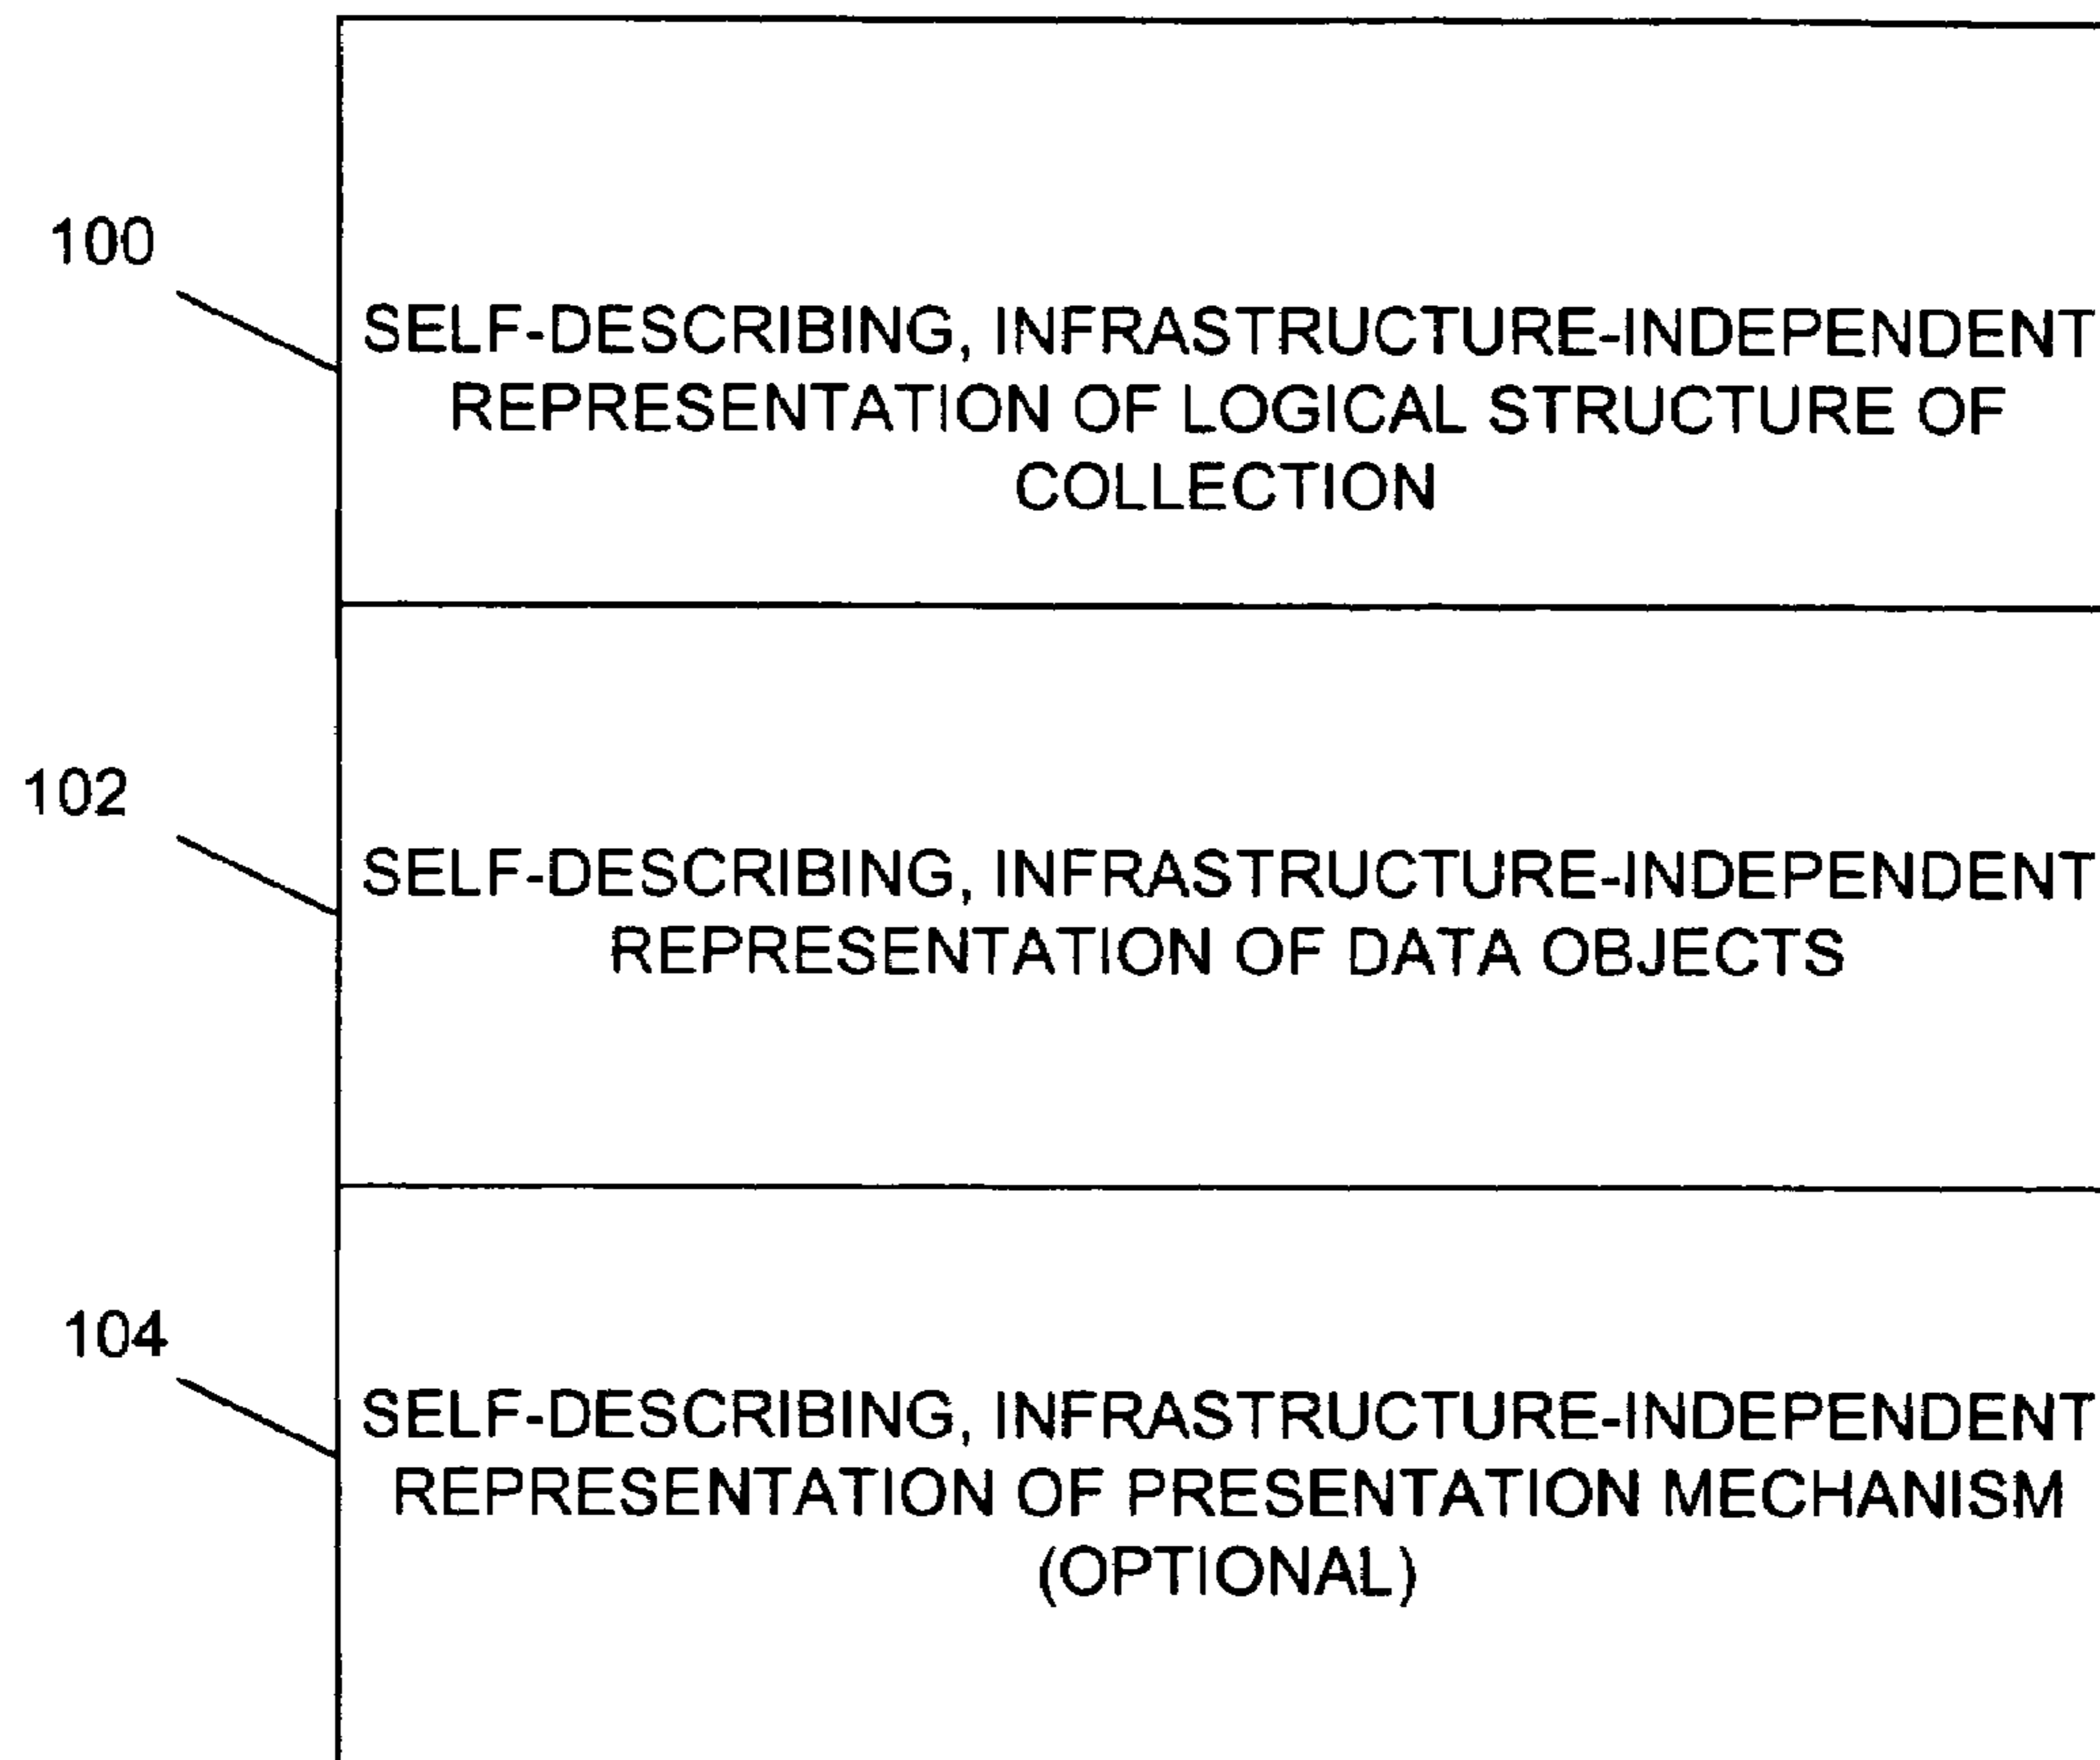 100
SELF-DESCRIBING, INFRASTRUCTURE-INDEPENDENT
REPRESENTATION OF LOGICAL STRUCTURE OF
COLLECTION
102
SELF-DESCRIBING, INFRASTRUCTURE-INDEPENDENT
REPRESENTATION OF DATA OBJECTS
104
SELF-DESCRIBING, INFRASTRUCTURE-INDEPENDENT
REPRESENTATION OF PRESENTATION MECHANISM
(OPTIONAL)